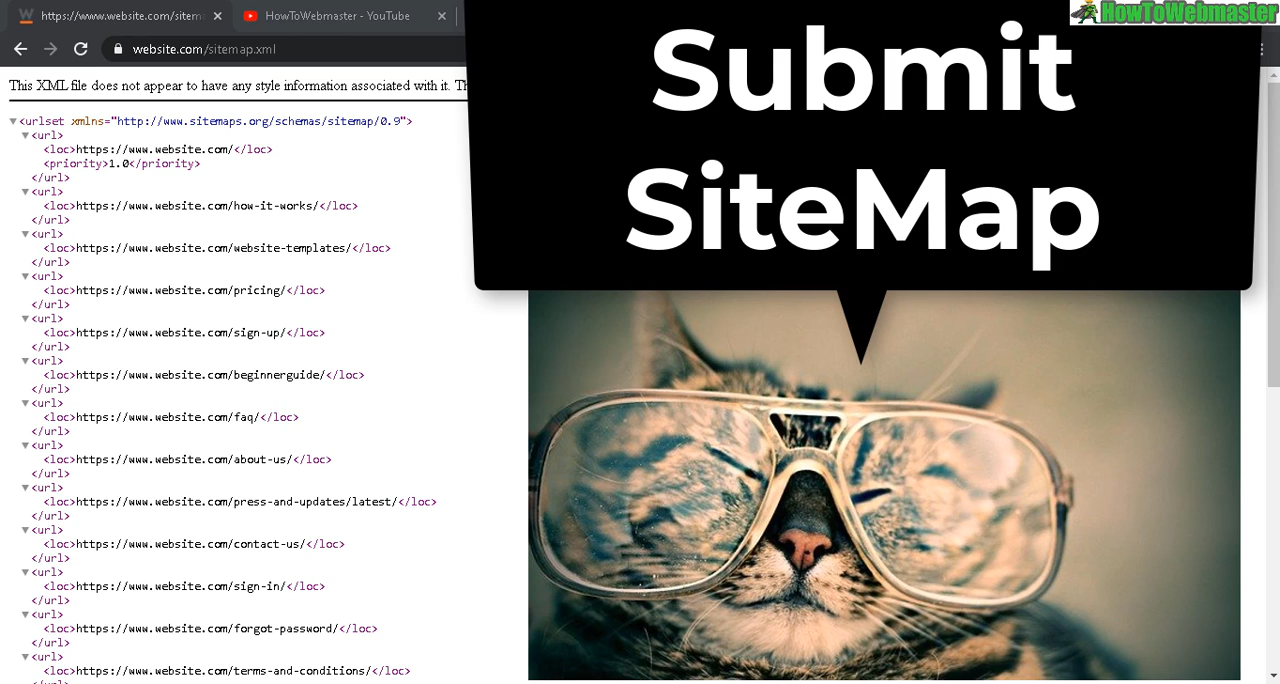 https://www.website.com/sitem
HowToWebmaster - YouTube
HowToWebmaster
website.com/sitemap.xml
Submit
SiteMap
This XML file does not appear to have any style information associated with it. Th
<urlset xmlns="http://www.sitemaps.org/schemas/sitemap/0.9">
<url>
<loc>https://www.website.com/</loc>
<priority>1.0</priority>
</url>
<url>
<loc>https://www.website.com/how-it-works/</loc>
</url>
<url>
<loc>https://www.website.com/website-templates/</loc>
</url>
<url>
<loc>https://www.website.com/pricing/</loc>
</url>
<url>
<loc>https://www.website.com/sign-up/</loc>
</url>
<url>
<loc>https://www.website.com/beginnerguide/</loc>
</url>
<url>
<loc>https://www.website.com/faq/</loc>
</url>
<url>
<loc>https://www.website.com/about-us/</loc>
</url>
<url>
<loc>https://www.website.com/press-and-updates/latest/</loc>
</url>
<url>
<loc>https://www.website.com/contact-us/</loc>
</url>
<url>
<loc>https://www.website.com/sign-in/</loc>
</url>
<url>
<loc>https://www.website.com/forgot-password/</loc>
</url>
<url>
<loc>https://www.website.com/terms-and-conditions/</loc>